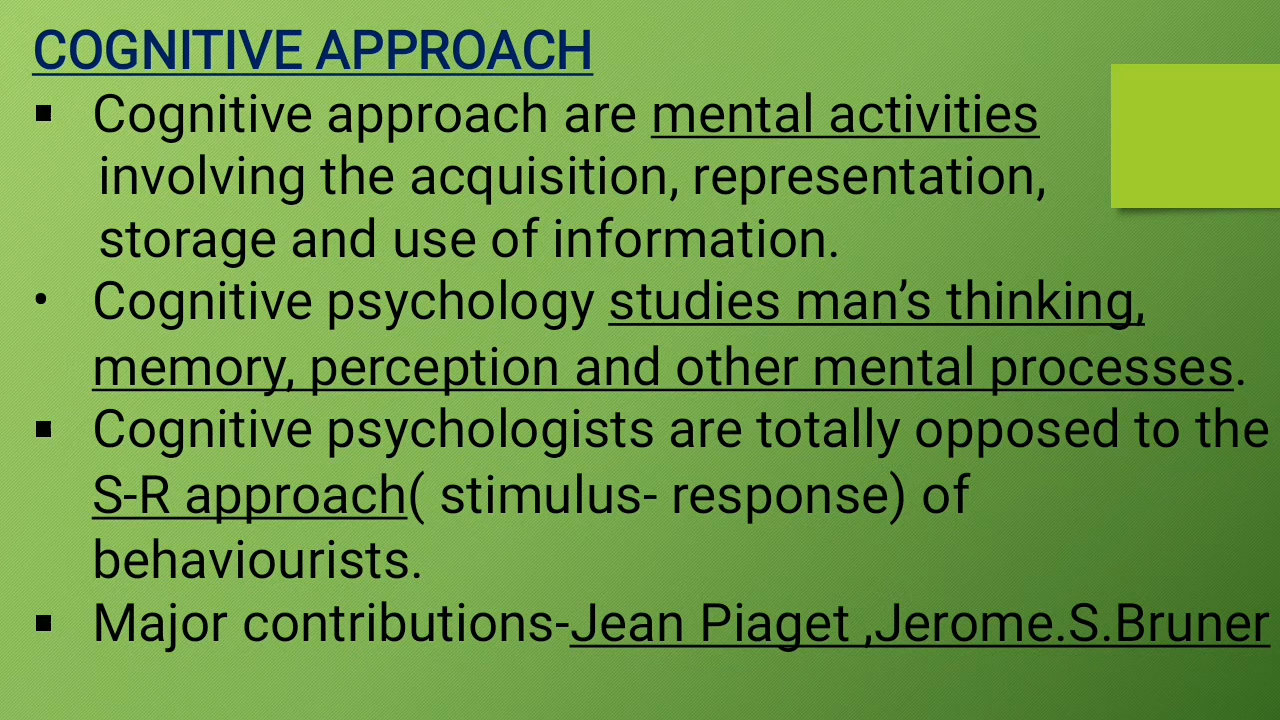 COGNITIVE APPROACH
▪ Cognitive approach are mental activities
involving the acquisition, representation,
storage and use of information.
• Cognitive psychology studies man’s thinking,
memory, perception and other mental processes.
▪ Cognitive psychologists are totally opposed to the
S-R approach( stimulus- response) of
behaviourists.
▪ Major contributions-Jean Piaget ,Jerome.S.Bruner